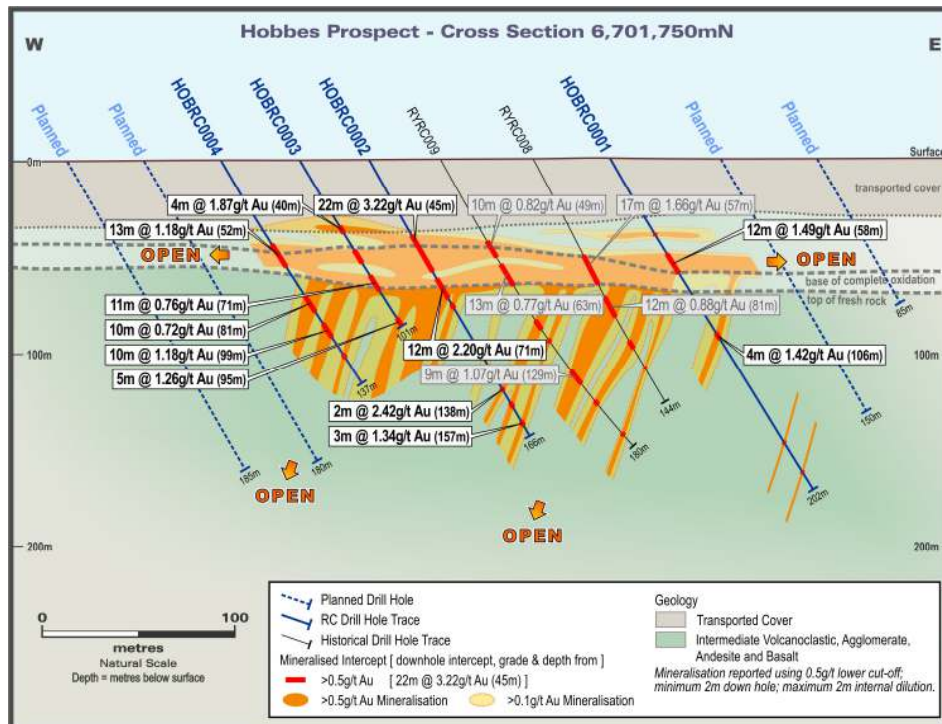 Hobbes Prospect - Cross Section 6,701,750mN
W
E
Planned
Planned
HOBRC0004
HOBRC0003
HOBRC0002
RYRC009
RYRC008
HOBRC0001
Planned
Planned
0m
Surface
transported cover
4m @ 1.87g/t Au (40m)
22m @ 3.22g/t Au (45m)
10m @ 0.82g/t Au (49m)
17m @ 1.66g/t Au (57m)
13m @ 1.18g/t Au (52m)
12m @ 1.49g/t Au (58m)
OPEN
OPEN
base of complete oxidation
top of fresh rock
11m @ 0.76g/t Au (71m)
13m @ 0.77g/t Au (63m)
12m @ 0.88g/t Au (81m)
85m
10m @ 0.72g/t Au (81m)
101m
100m
100m
10m @ 1.18g/t Au (99m)
12m @ 2.20g/t Au (71m)
4m @ 1.42g/t Au (106m)
5m @ 1.26g/t Au (95m)
9m @ 1.07g/t Au (129m)
137m
144m
150m
2m @ 2.42g/t Au (138m)
3m @ 1.34g/t Au (157m)
166m
180m
185m
180m
202m
OPEN
OPEN
200m
200m
0
100
metres
Natural Scale
Depth = metres below surface
Planned Drill Hole
RC Drill Hole Trace
Historical Drill Hole Trace
Mineralised Intercept [ downhole intercept, grade & depth from ]
>0.5g/t Au [ 22m @ 3.22g/t Au (45m) ]
>0.5g/t Au Mineralisation
>0.1g/t Au Mineralisation
Geology
Transported Cover
Intermediate Volcanoclastic, Agglomerate,
Andesite and Basalt
Mineralisation reported using 0.5g/t lower cut-off;
minimum 2m down hole; maximum 2m internal dilution.